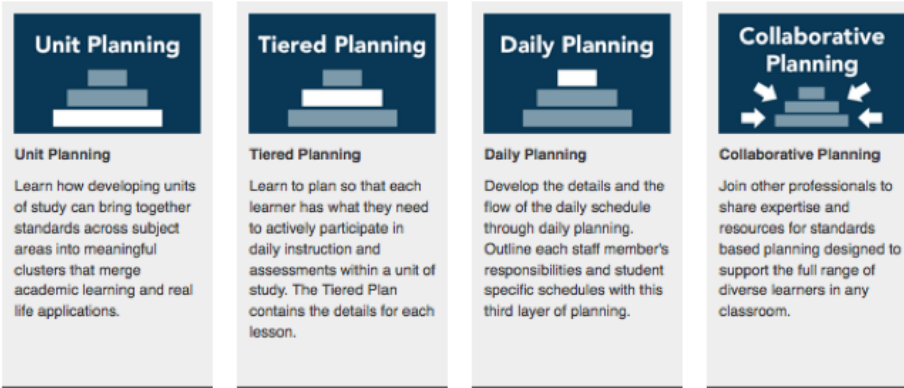 Unit Planning
Unit Planning
Learn how developing units
of study can bring together
standards across subject
areas into meaningful
clusters that merge
academic learning and real
life applications.
Tiered Planning
Tiered Planning
Learn to plan so that each
learner has what they need
to actively participate in
daily instruction and
assessments within a unit of
study. The Tiered Plan
contains the details for each
lesson.
Daily Planning
Daily Planning
Develop the details and the
flow of the daily schedule
through daily planning.
Outline each staff member's
responsibilities and student
specific schedules with this
third layer of planning.
Collaborative
Planning
Collaborative Planning
Join other professionals to
share expertise and
resources for standards
based planning designed to
support the full range of
diverse learners in any
classroom.